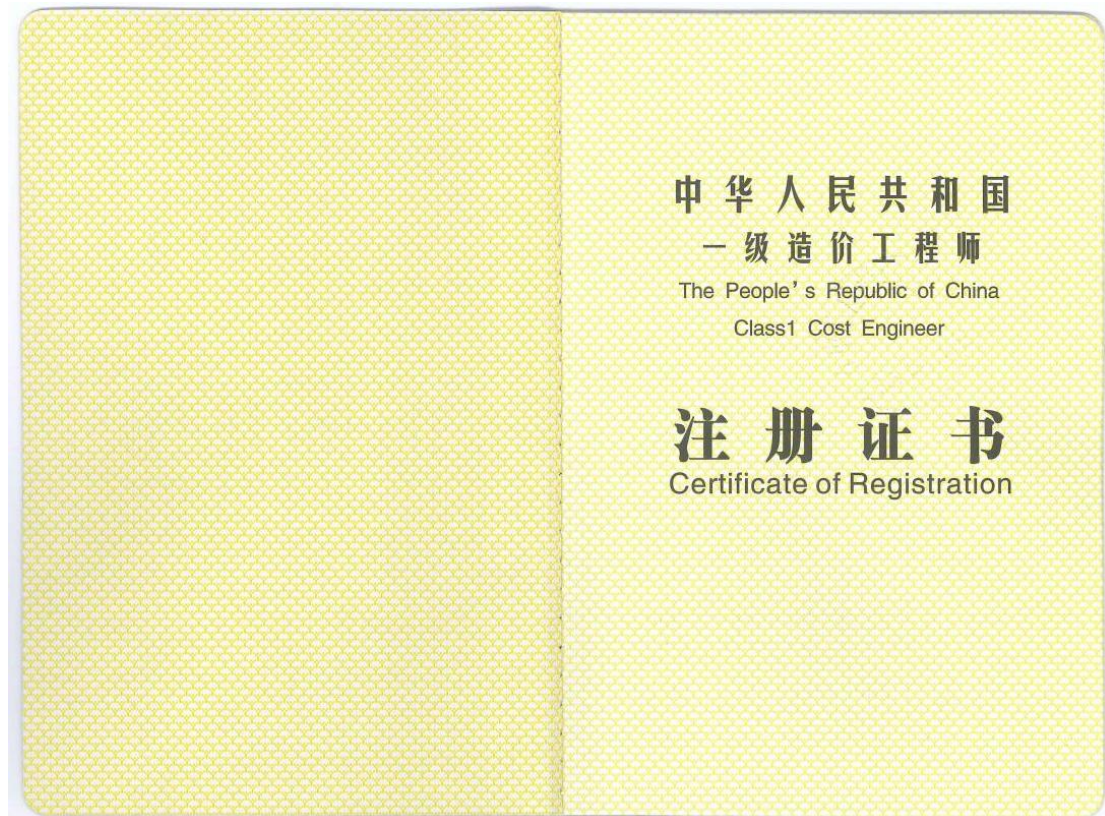 中华人民共和国
一级造价工程师
The People's Republic of China
Class1 Cost Engineer
注册证书
Certificate of Registration